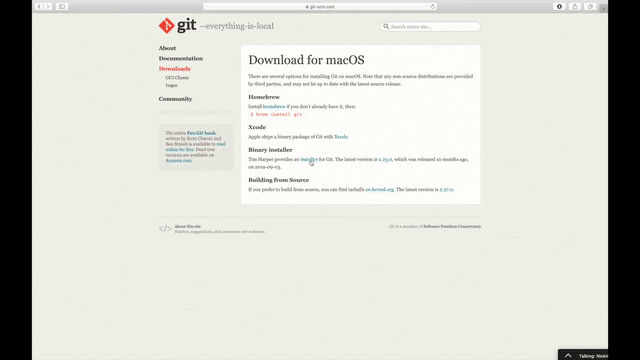 git-scm.com
git --everything-is-local
Search entire site...
About
Documentation
Downloads
GUI Clients
Logos
Community
The entire Pro Git book
written by Scott Chacon and
Ben Straub is available to read
online for free. Dead tree
versions are available on
Amazon.com.
Download for macOS
There are several options for installing Git on macOS. Note that any non-source distributions are provided
by third parties, and may not be up to date with the latest source release.
Homebrew
Install homebrew if you don't already have it, then:
$ brew install git
Xcode
Apple ships a binary package of Git with Xcode.
Binary installer
Tim Harper provides an installer for Git. The latest version is 2.23.0, which was released 10 months ago,
on 2019-09-03.
Building from Source
If you prefer to build from source, you can find tarballs on kernel.org. The latest version is 2.27.0.
About this site
Patches, suggestions, and comments are welcome.
Git is a member of Software Freedom Conservancy
Talking: